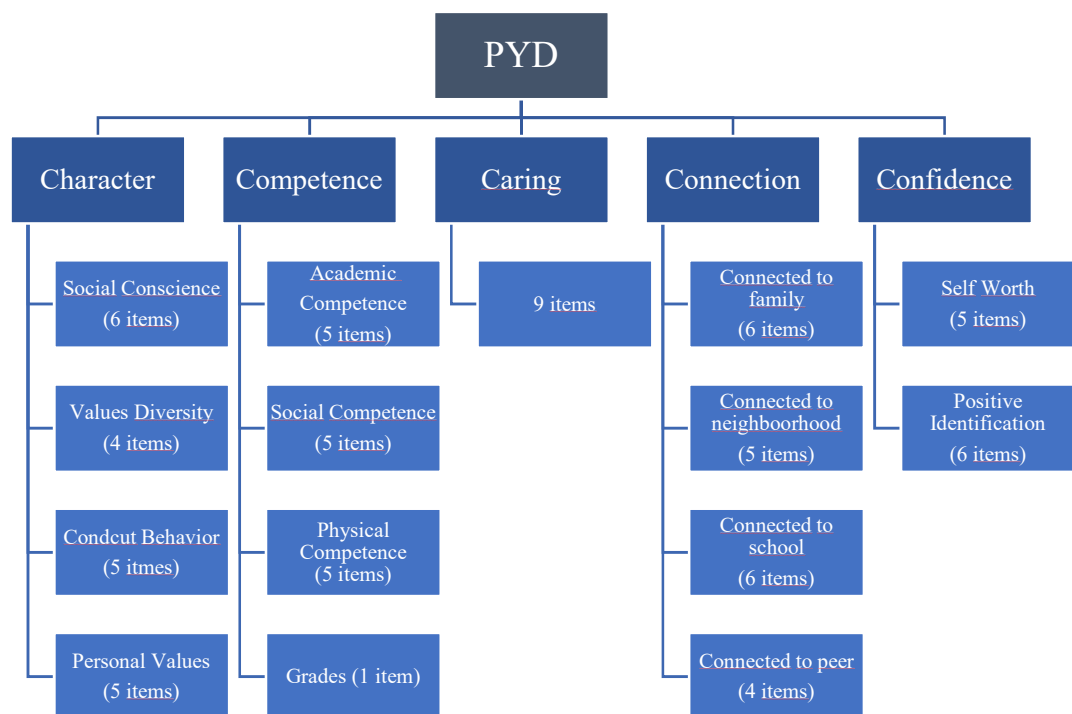 PYD
Character
Competence
Caring
Connection
Confidence
Social Conscience
(6 items)
Values Diversity
(4 items)
Condcut Behavior
(5 itmes)
Personal Values
(5 items)
Academic
Competence
(5 items)
Social Competence
(5 items)
Physical
Competence
(5 items)
Grades (1 item)
9 items
Connected to
family
(6 items)
Connected to
neighboorhood
(5 items)
Connected to
school
(6 items)
Connected to peer
(4 items)
Self Worth
(5 items)
Positive
Identification
(6 items)